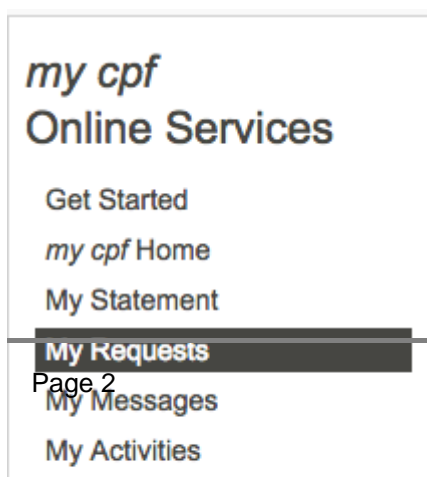 my cpf
Online Services
Get Started
my cpf Home
My Statement
My Requests
Page 2
My Messages
My Activities